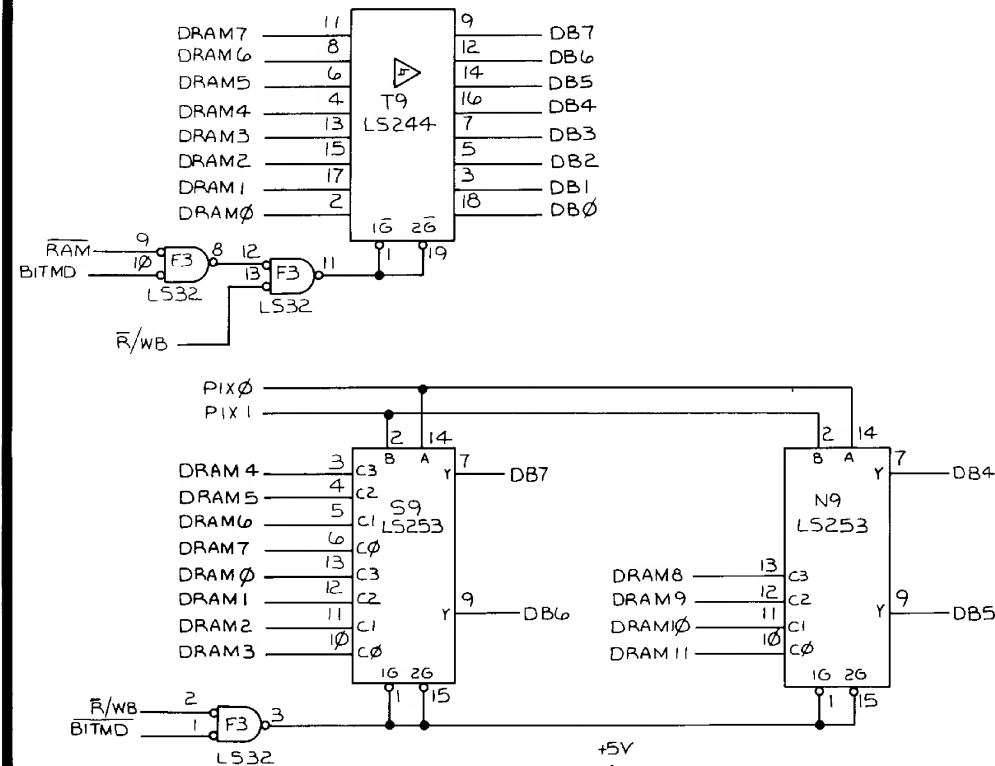 DRAM7 11 9 DB7
DRAM6 8 12 DB6
DRAM5 6 14 DB5
DRAM4 4 16 DB4
DRAM3 13 7 DB3
DRAM2 15 5 DB2
DRAM1 17 3 DB1
DRAMØ 2 18 DBØ
T9
LS244
1G̅ 2G̅
1 19
R̅A̅M̅ 9
BITMD 1Ø
F3 8
LS32
12
13
F3 11
LS32
R̅/WB
PIXØ
PIX1
2 14
B A
DRAM4 3 C3 Y 7 DB7
DRAM5 4 C2
DRAM6 5 C1
DRAM7 6 CØ
DRAMØ 13 C3
DRAM1 12 C2 Y 9 DB6
DRAM2 11 C1
DRAM3 1Ø CØ
S9
LS253
1G 2G
1 15
2 14
B A
Y 7 DB4
N9
LS253
DRAM8 13 C3
DRAM9 12 C2 Y 9 DB5
DRAM1Ø 11 C1
DRAM11 1Ø CØ
1G 2G
1 15
R̅/WB 2
B̅I̅T̅M̅D̅ 1
F3 3
LS32
+5V